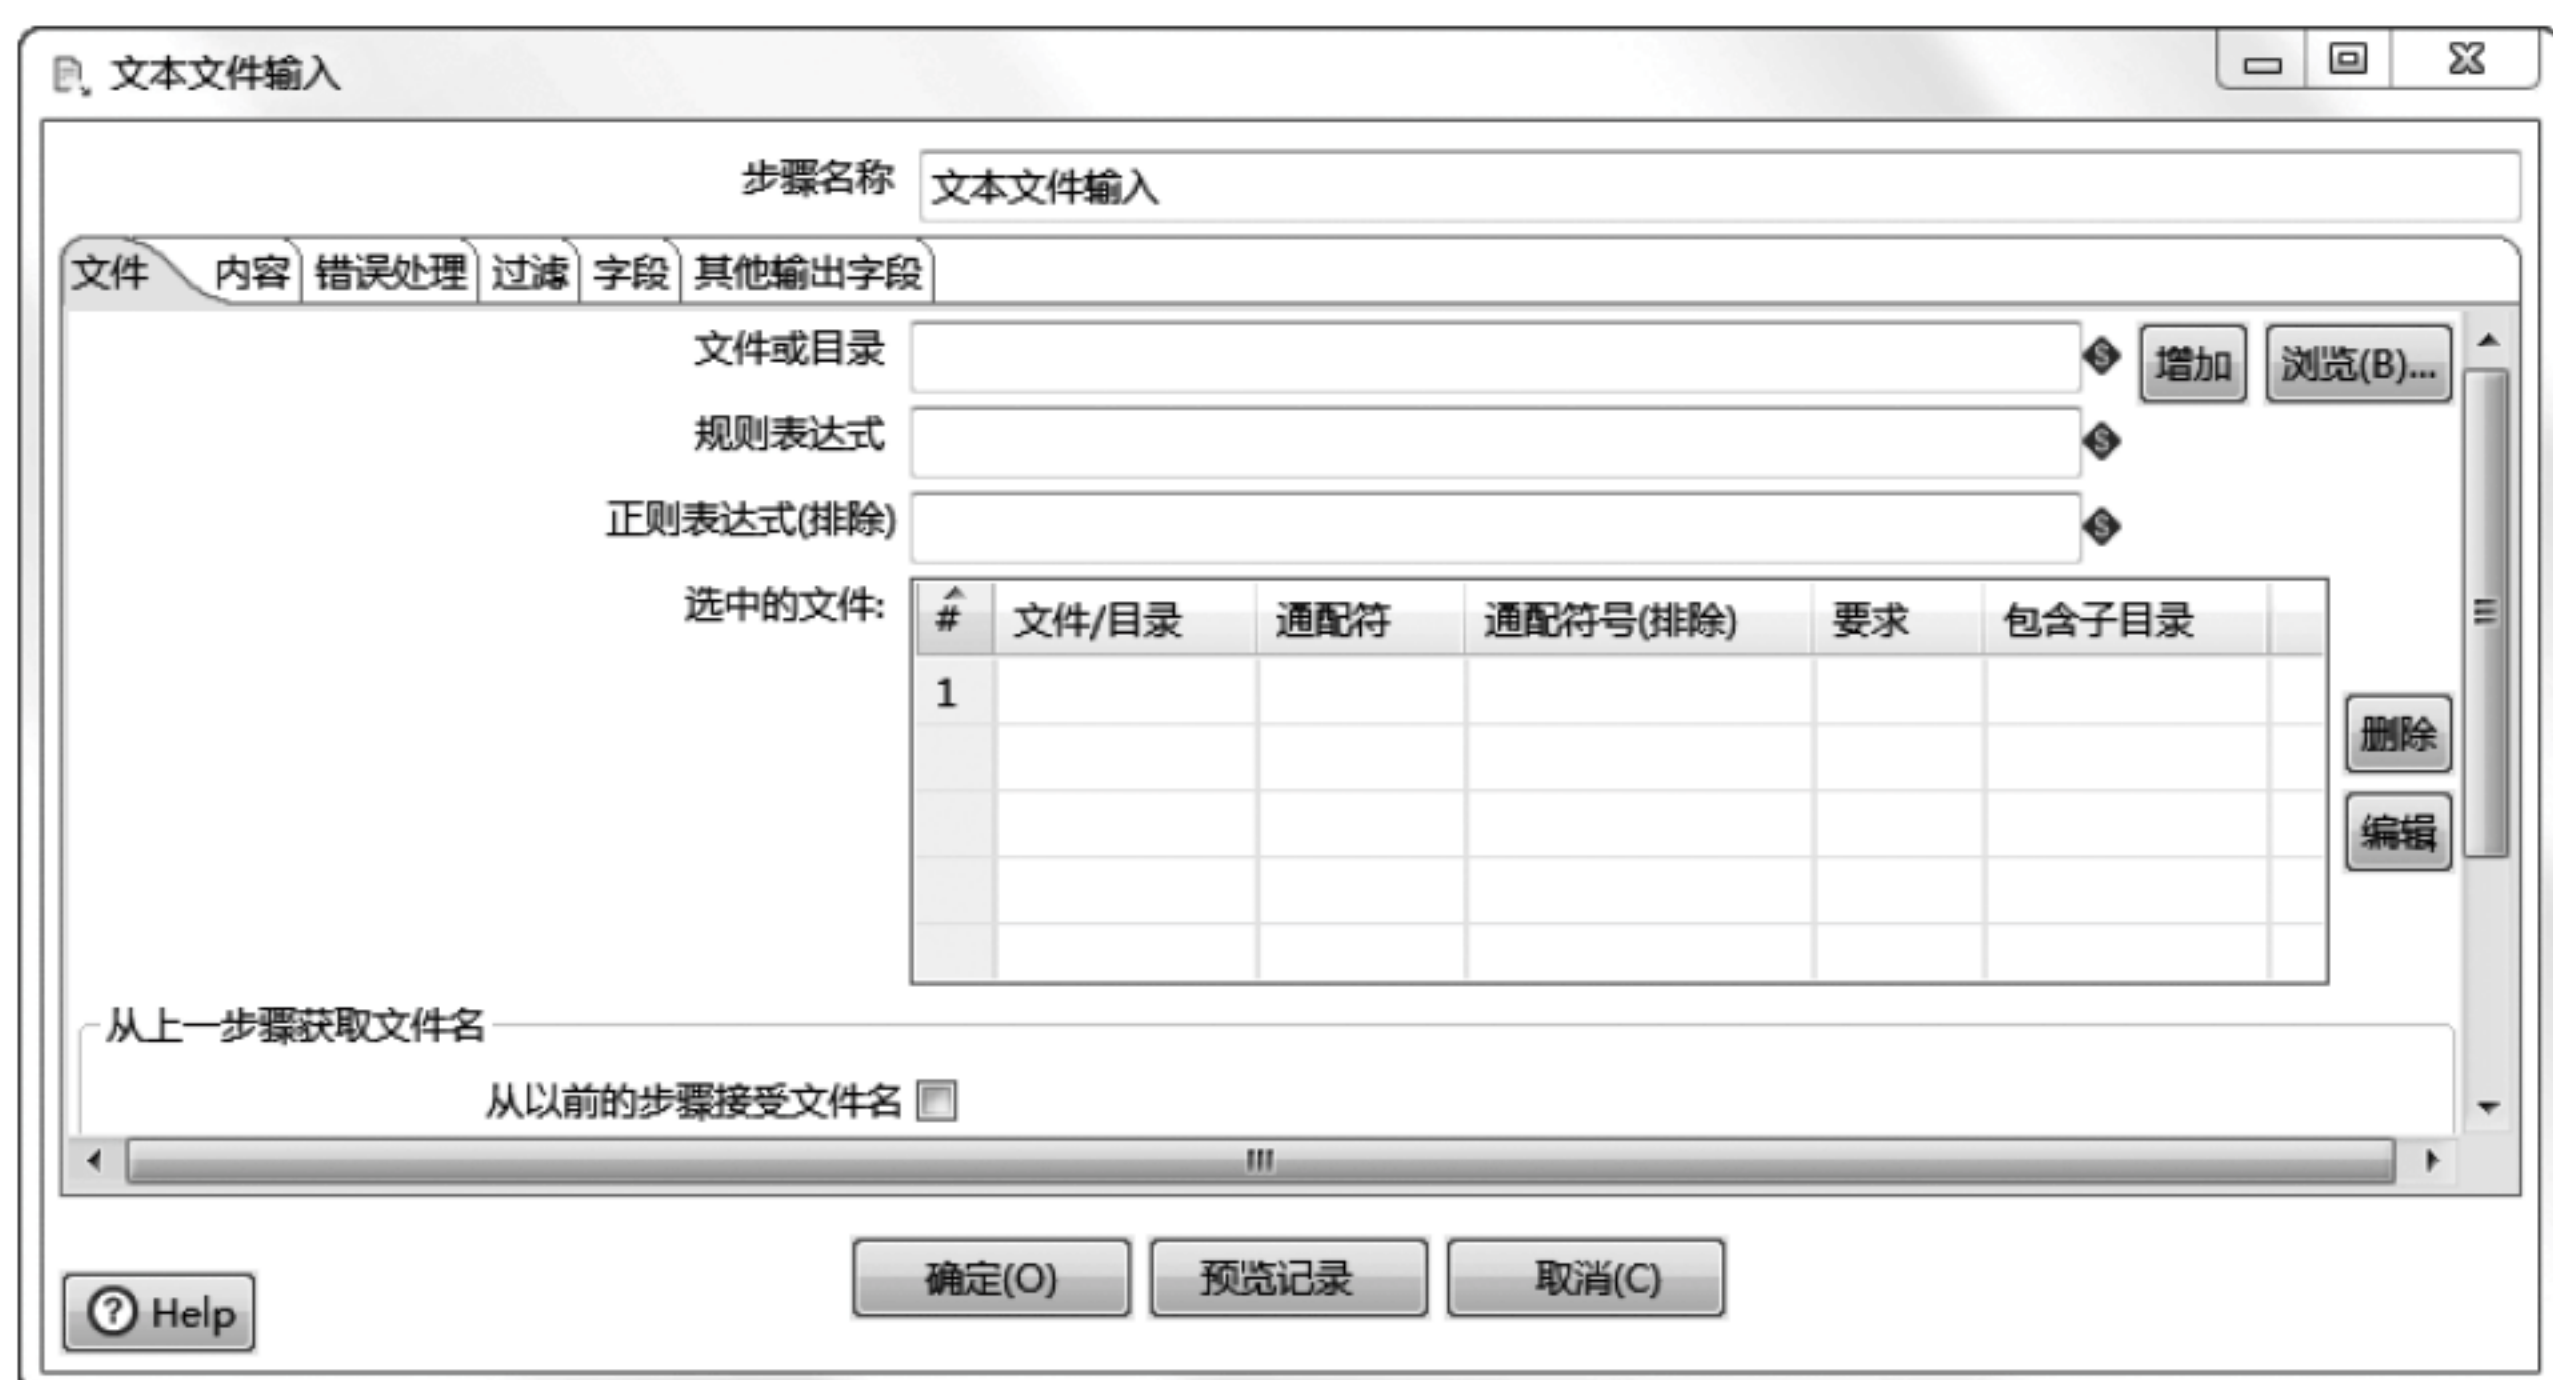 文本文件输入
步骤名称 文本文件输入
文件 内容 错误处理 过滤 字段 其他输出字段
文件或目录 增加 浏览(B)...
规则表达式
正则表达式(排除)
选中的文件: # 文件/目录 通配符 通配符号(排除) 要求 包含子目录
1
删除
编辑
从上一步骤获取文件名
从以前的步骤接受文件名
确定(O) 预览记录 取消(C)
Help